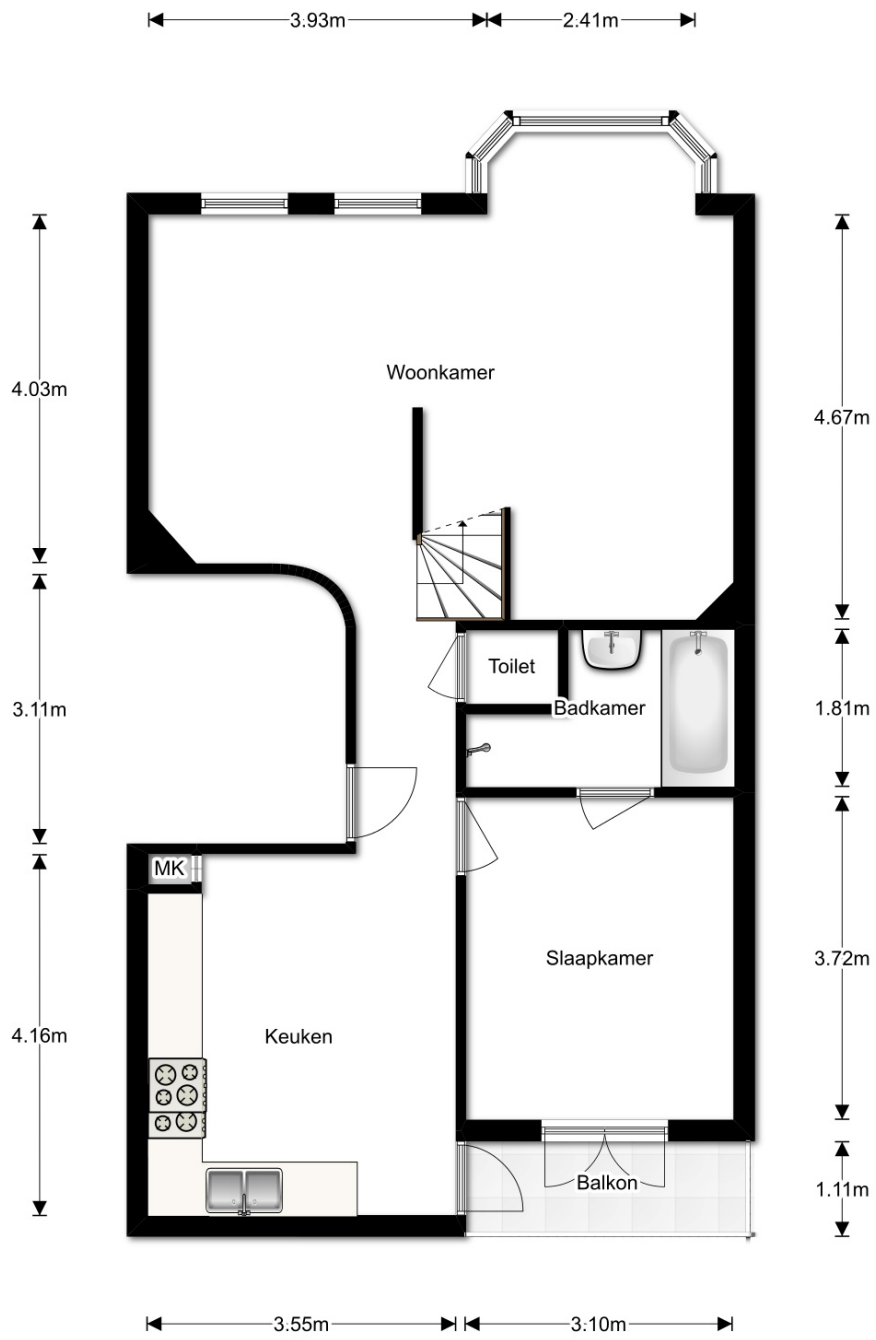 3.93m
2.41m
4.03m
Woonkamer
4.67m
Toilet
Badkamer
3.11m
1.81m
MK
Slaapkamer
3.72m
Keuken
4.16m
Balkon
1.11m
3.55m
3.10m